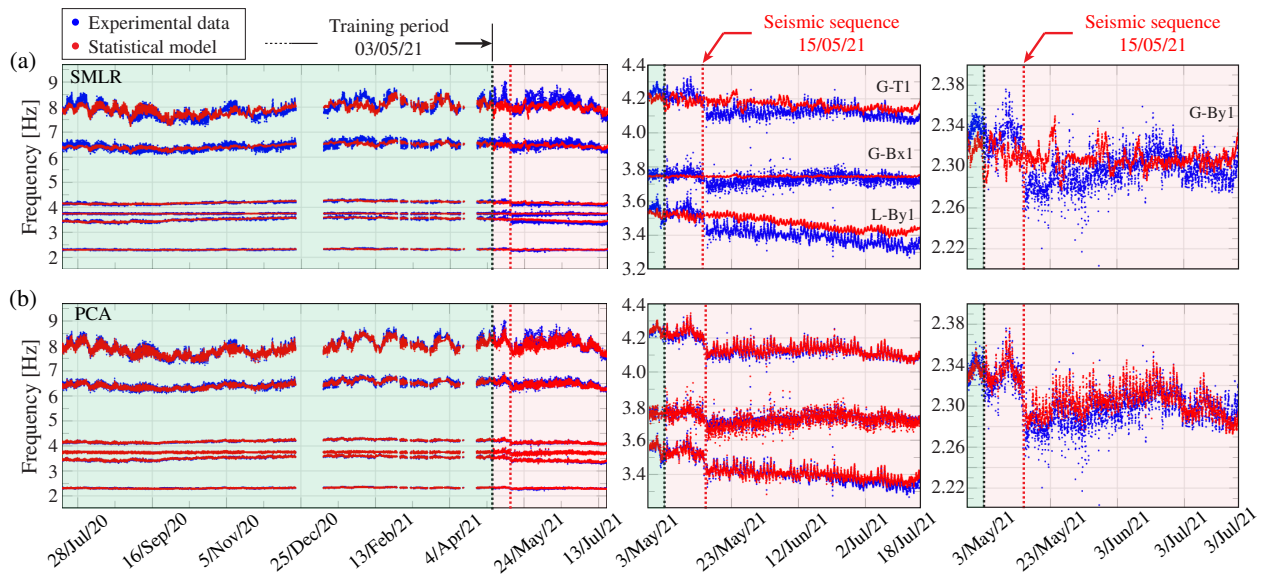 Experimental data
Statistical model
Training period
03/05/21
Seismic sequence
15/05/21
Seismic sequence
15/05/21
(a)
SMLR
Frequency [Hz]
9
8
7
6
5
4
3
2
4.4
4.2
4.0
3.8
3.6
3.4
3.2
G-T1
G-Bx1
L-By1
2.38
2.34
2.30
2.26
2.22
G-By1
(b)
PCA
Frequency [Hz]
9
8
7
6
5
4
3
2
4.4
4.2
4.0
3.8
3.6
3.4
2.38
2.34
2.30
2.26
2.22
28/Jul/20
16/Sep/20
5/Nov/20
25/Dec/20
13/Feb/21
4/Apr/21
24/May/21
13/Jul/21
3/May/21
23/May/21
12/Jun/21
2/Jul/21
18/Jul/21
3/May/21
23/May/21
3/Jun/21
3/Jul/21
3/Jul/21